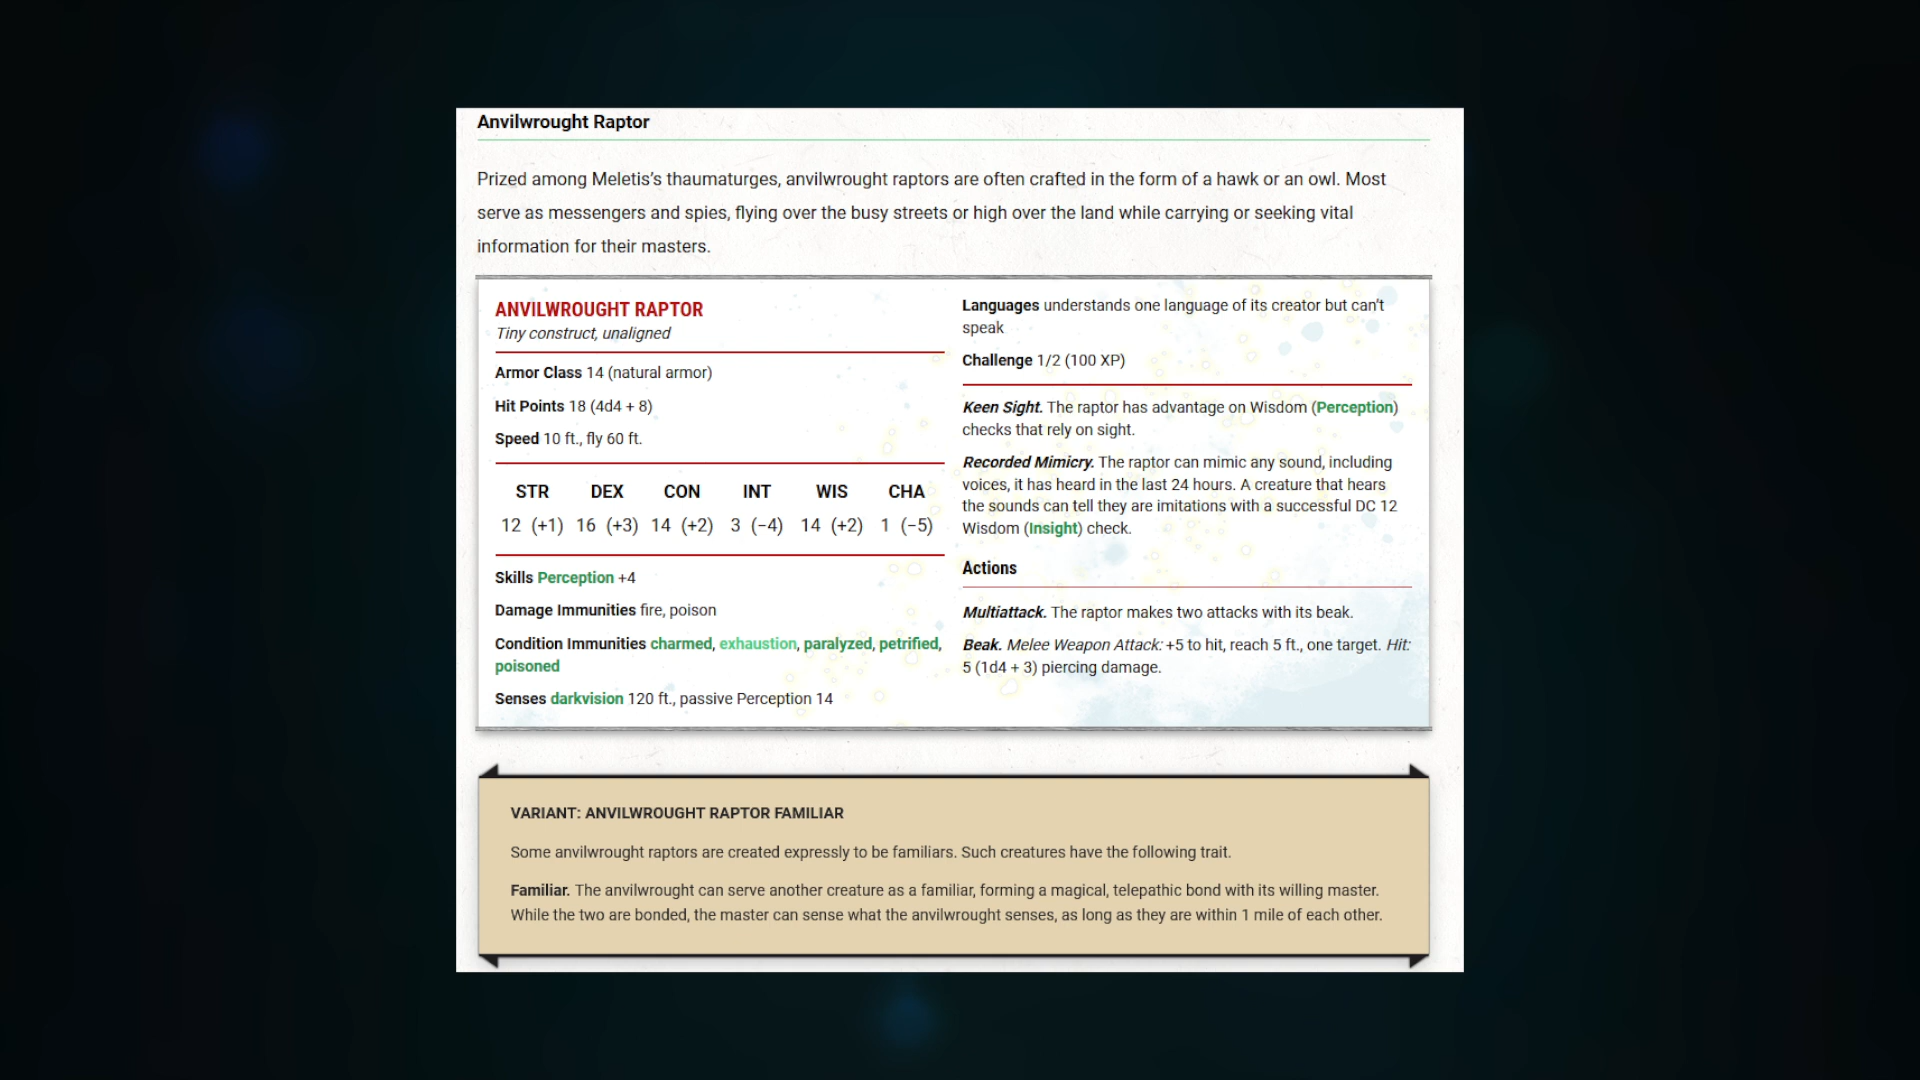 Anvilwrought Raptor
Prized among Meletis’s thaumaturges, anvilwrought raptors are often crafted in the form of a hawk or an owl. Most
serve as messengers and spies, flying over the busy streets or high over the land while carrying or seeking vital
information for their masters.
ANVILWROUGHT RAPTOR
Tiny construct, unaligned
Armor Class 14 (natural armor)
Hit Points 18 (4d4 + 8)
Speed 10 ft., fly 60 ft.
STR DEX CON INT WIS CHA
12 (+1) 16 (+3) 14 (+2) 3 (−4) 14 (+2) 1 (−5)
Skills Perception +4
Damage Immunities fire, poison
Condition Immunities charmed, exhaustion, paralyzed, petrified,
poisoned
Senses darkvision 120 ft., passive Perception 14
Languages understands one language of its creator but can’t
speak
Challenge 1/2 (100 XP)
Keen Sight. The raptor has advantage on Wisdom (Perception)
checks that rely on sight.
Recorded Mimicry. The raptor can mimic any sound, including
voices, it has heard in the last 24 hours. A creature that hears
the sounds can tell they are imitations with a successful DC 12
Wisdom (Insight) check.
Actions
Multiattack. The raptor makes two attacks with its beak.
Beak. Melee Weapon Attack: +5 to hit, reach 5 ft., one target. Hit:
5 (1d4 + 3) piercing damage.
VARIANT: ANVILWROUGHT RAPTOR FAMILIAR
Some anvilwrought raptors are created expressly to be familiars. Such creatures have the following trait.
Familiar. The anvilwrought can serve another creature as a familiar, forming a magical, telepathic bond with its willing master.
While the two are bonded, the master can sense what the anvilwrought senses, as long as they are within 1 mile of each other.